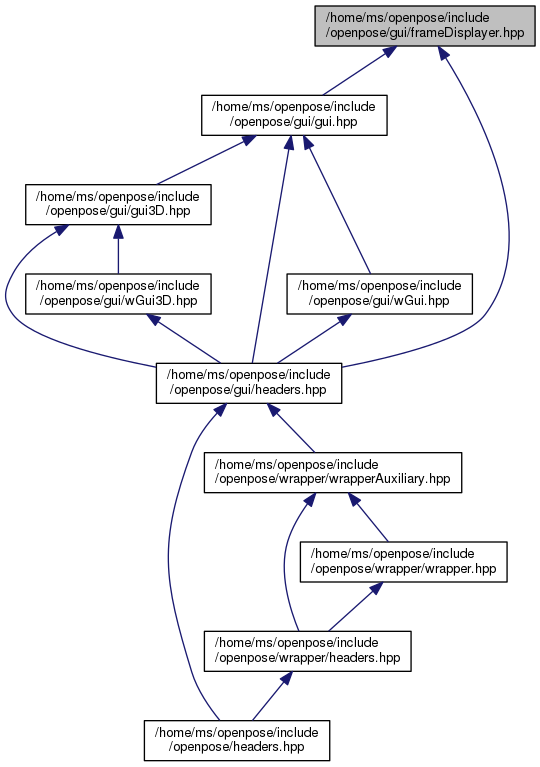 /home/ms/openpose/include
/openpose/gui/frameDisplayer.hpp
/home/ms/openpose/include
/openpose/gui/gui.hpp
/home/ms/openpose/include
/openpose/gui/gui3D.hpp
/home/ms/openpose/include
/openpose/gui/wGui3D.hpp
/home/ms/openpose/include
/openpose/gui/wGui.hpp
/home/ms/openpose/include
/openpose/gui/headers.hpp
/home/ms/openpose/include
/openpose/wrapper/wrapperAuxiliary.hpp
/home/ms/openpose/include
/openpose/wrapper/wrapper.hpp
/home/ms/openpose/include
/openpose/wrapper/headers.hpp
/home/ms/openpose/include
/openpose/headers.hpp